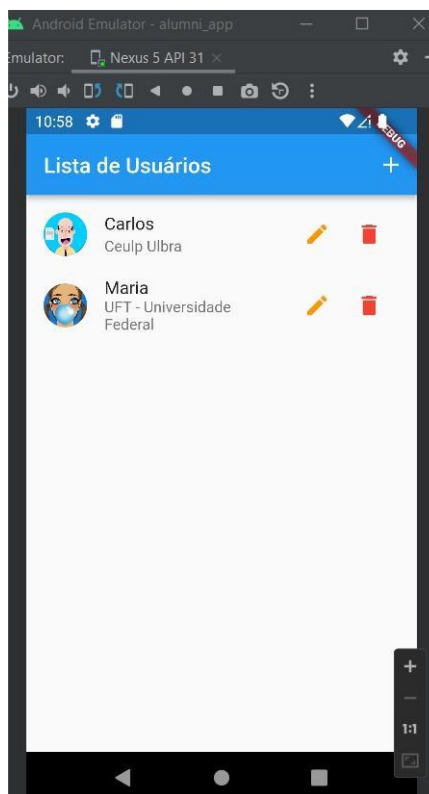 Android Emulator - alumni_app
Emulator: Nexus 5 API 31
10:58
DEBUG
Lista de Usuários
Carlos
Ceulp Ulbra
Maria
UFT - Universidade
Federal
1:1